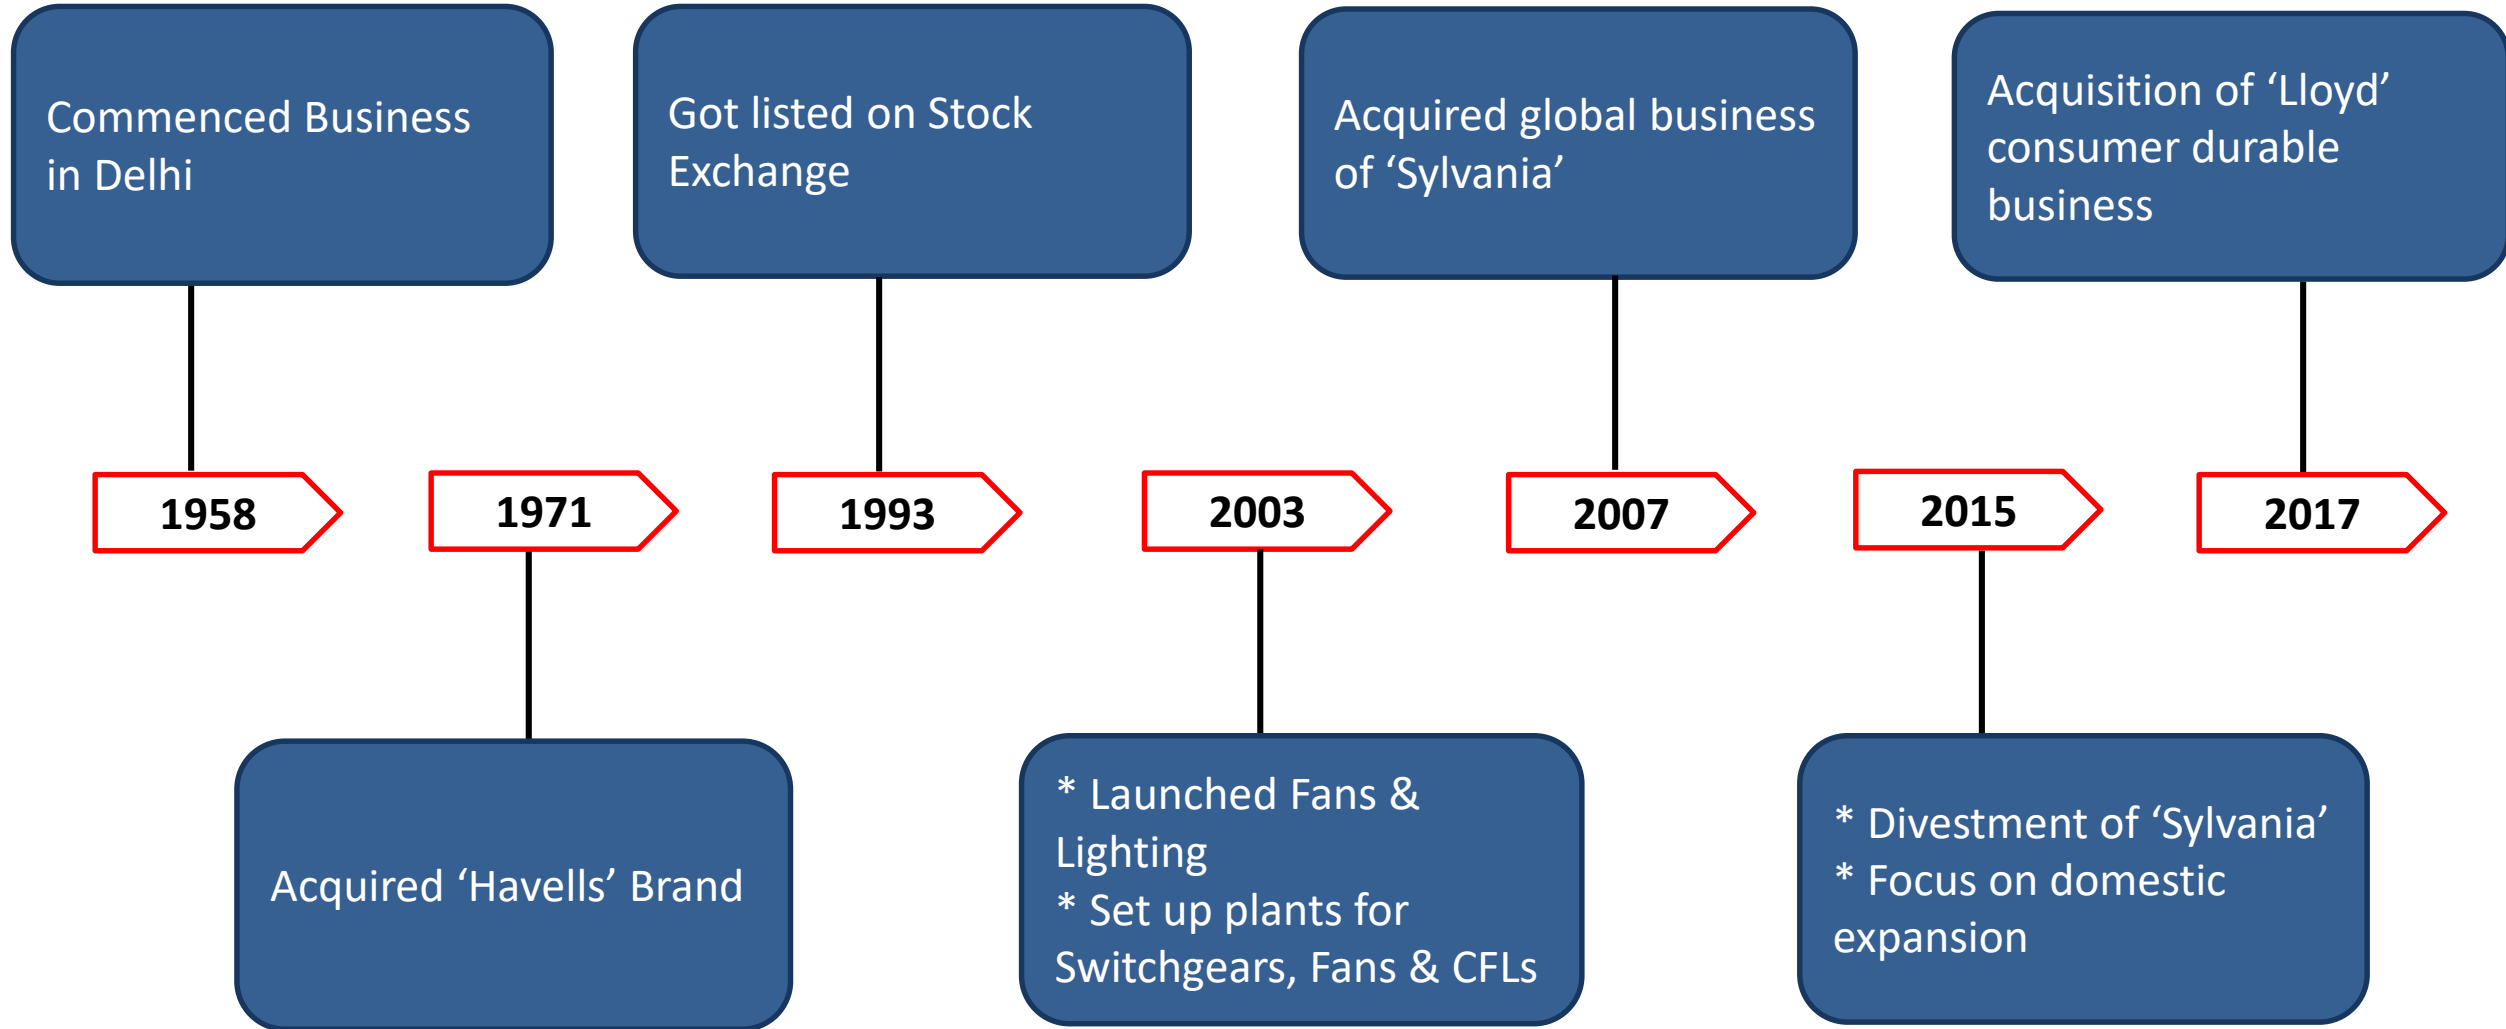 Commenced Business
in Delhi
Got listed on Stock
Exchange
Acquired global business
of ‘Sylvania’
Acquisition of ‘Lloyd’
consumer durable
business
1958
1971
1993
2003
2007
2015
2017
Acquired ‘Havells’ Brand
* Launched Fans &
Lighting
* Set up plants for
Switchgears, Fans & CFLs
* Divestment of ‘Sylvania’
* Focus on domestic
expansion